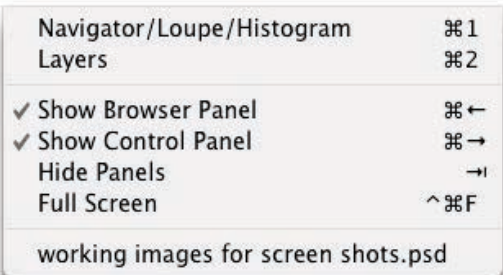 Navigator/Loupe/Histogram ⌘1
Layers ⌘2
✓ Show Browser Panel ⌘←
✓ Show Control Panel ⌘→
Hide Panels ⇥
Full Screen ^⌘F
working images for screen shots.psd